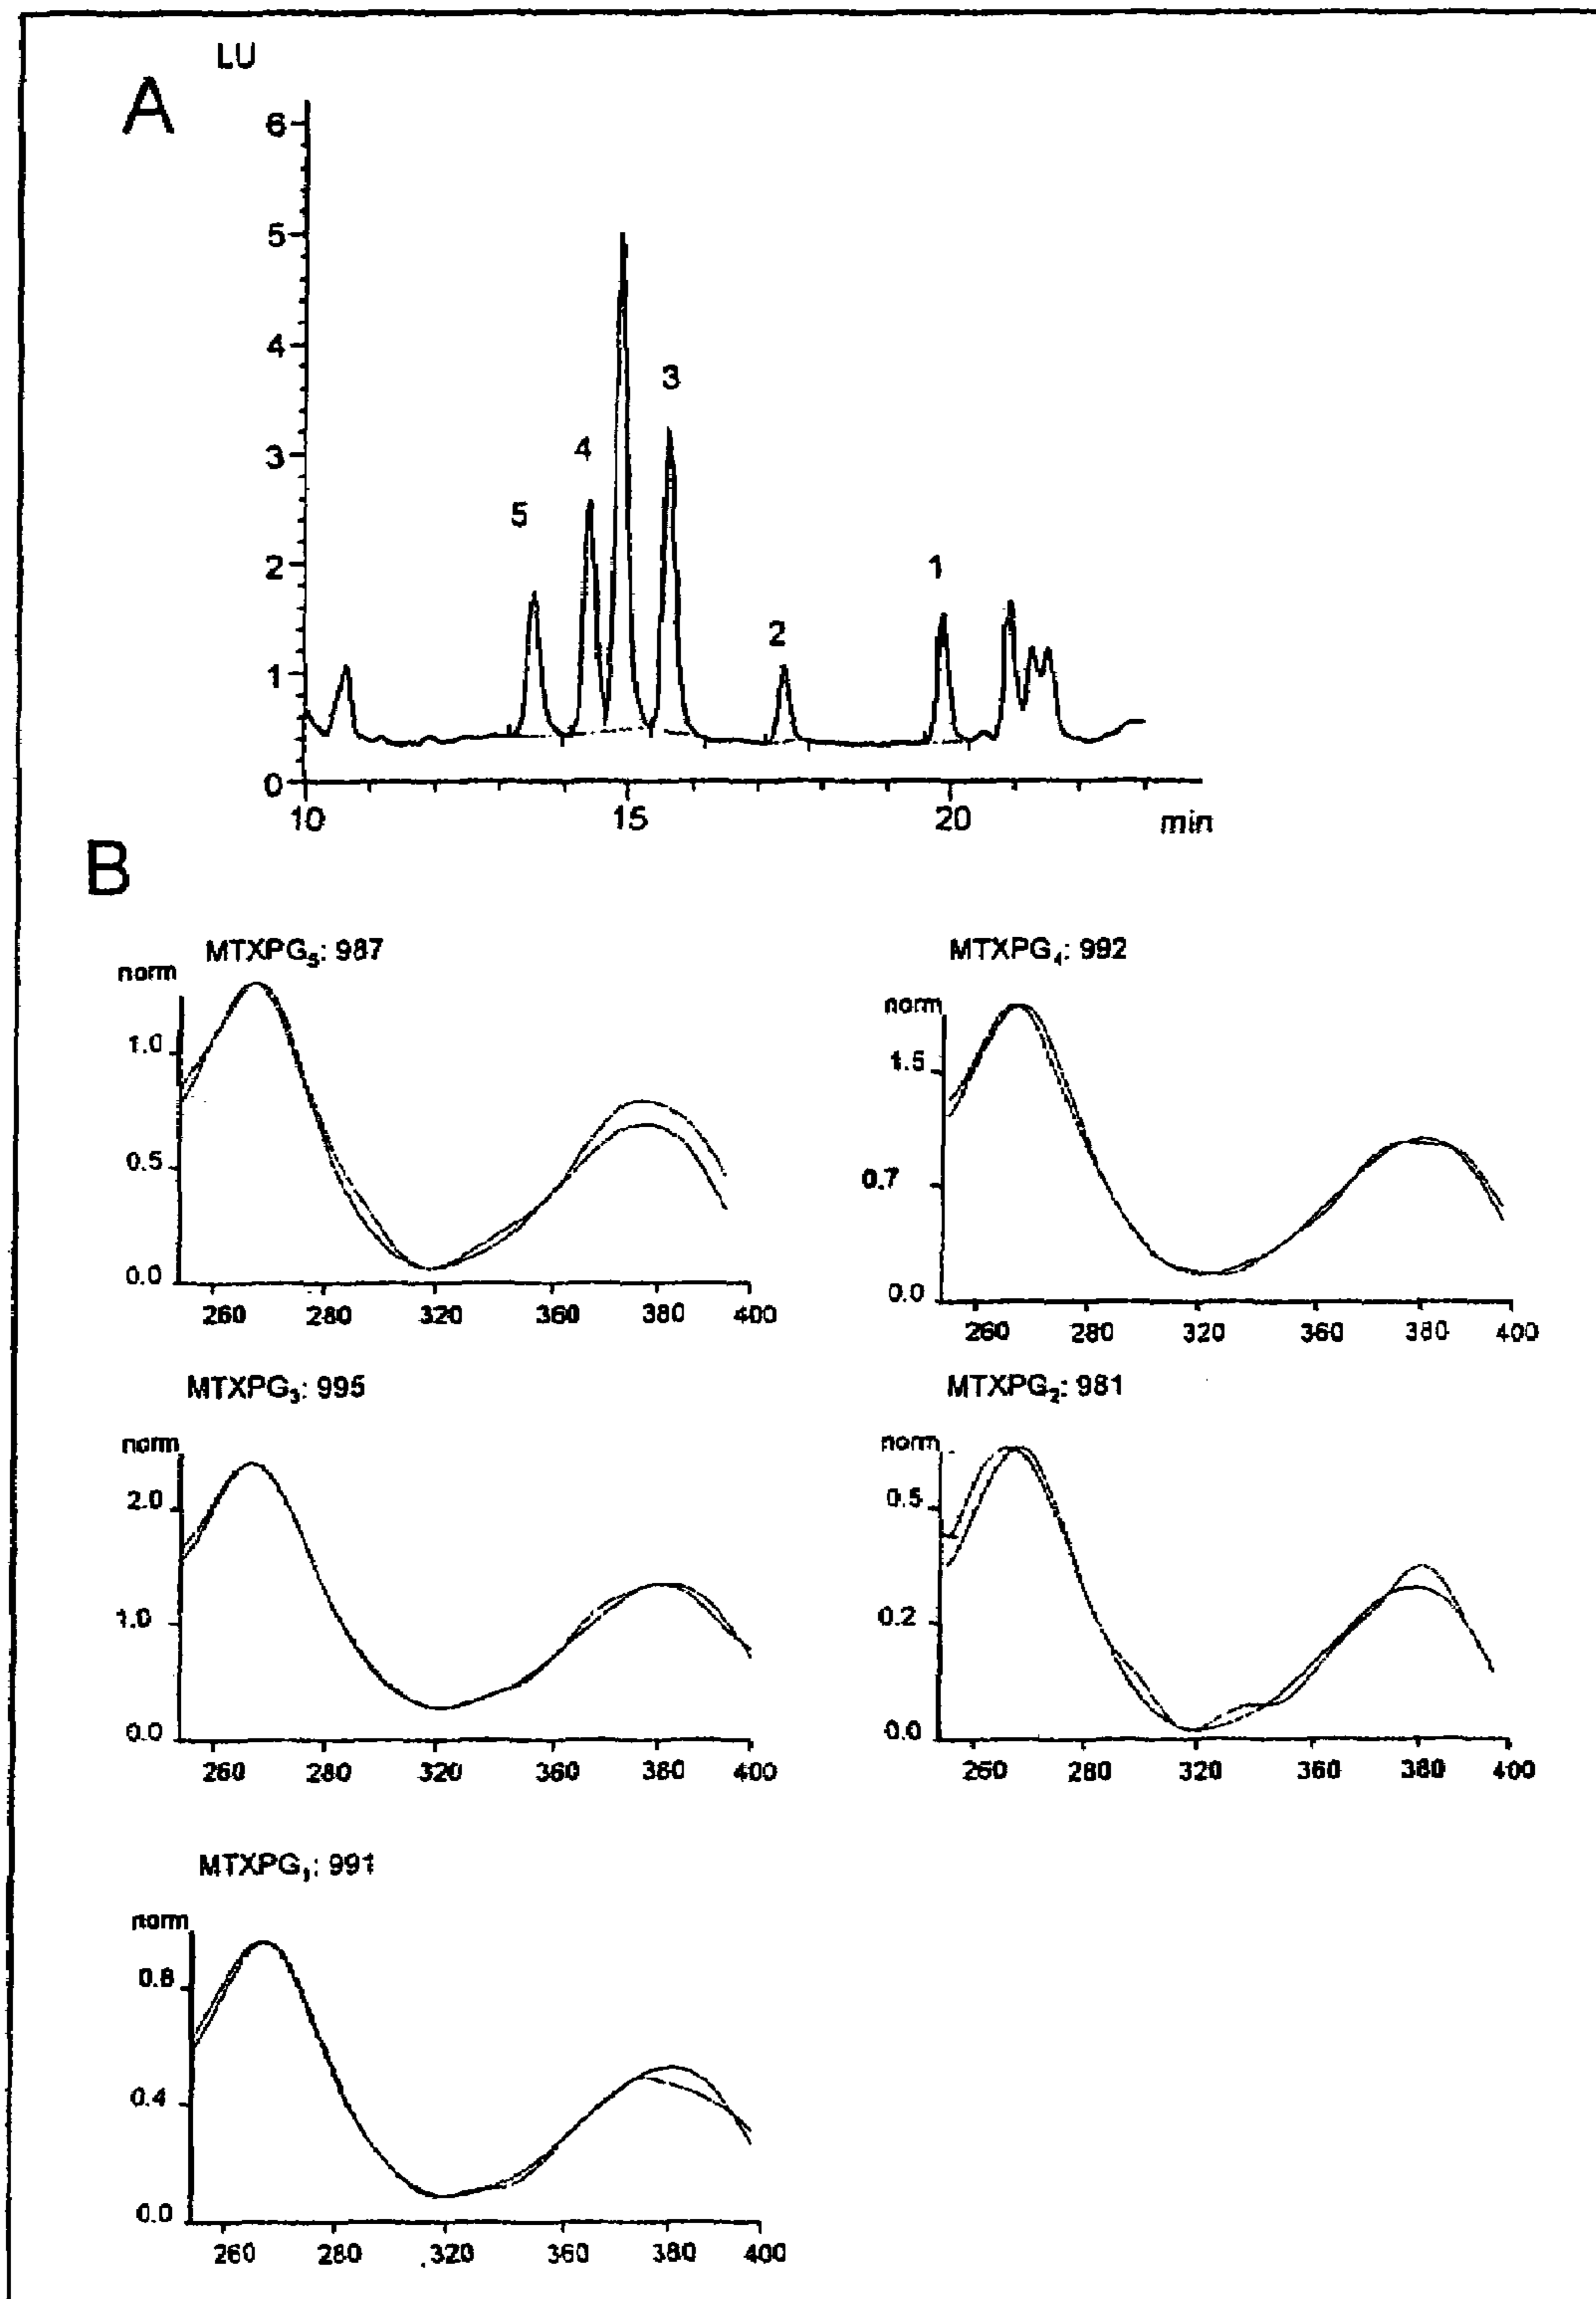 LU
A
6
5
4
3
2
1
0
5
4
3
2
1
10 15 20 min
B
MTXPG₅: 987
norm
1.0
0.5
0.0
260 280 320 360 380 400
MTXPG₄: 992
norm
1.5
0.7
0.0
260 280 320 360 380 400
MTXPG₃: 995
norm
2.0
1.0
0.0
260 280 320 360 380 400
MTXPG₂: 981
norm
0.5
0.2
0.0
260 280 320 360 380 400
MTXPG₁: 991
norm
0.8
0.4
0.0
260 280 320 360 380 400